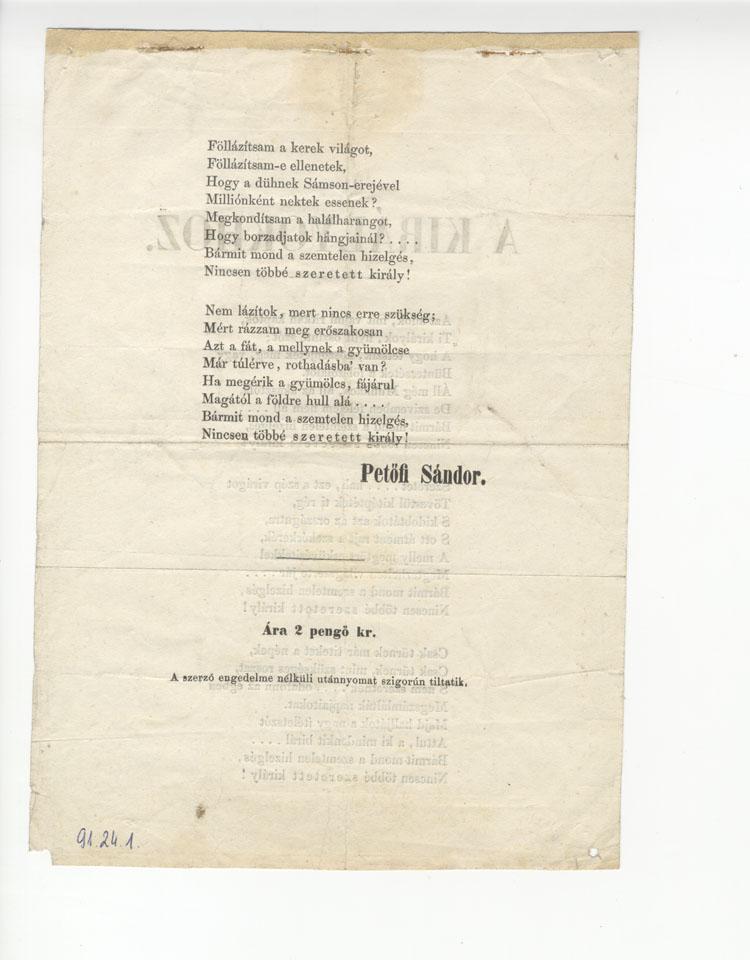 Föllázítsam a kerek világot,
Föllázítsam-e ellenetek,
Hogy a dühnek Sámson-erejével
Milliónként nektek essenek?
Megkondítsam a halálharangot,
Hogy borzadjatok hangjainál? . . . .
Bármit mond a szemtelen hizelgés,
Nincsen többé szeretett király!
Nem lázítok, mert nincs erre szükség;
Mért rázzam meg erőszakosan
Azt a fát, a mellynek a gyümölcse
Már túlérve, rothadásba' van?
Ha megérik a gyümölcs, fájárul
Magától a földre hull alá . . . .
Bármit mond a szemtelen hizelgés,
Nincsen többé szeretett király!
Petőfi Sándor.
Ára 2 pengő kr.
A szerző engedelme nélküli utánnyomat szigorún tiltatik.
91.24.1.